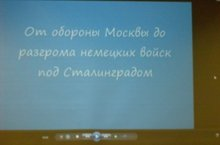 От обороны Москвы до
разгрома немецких войск
под Сталинградом